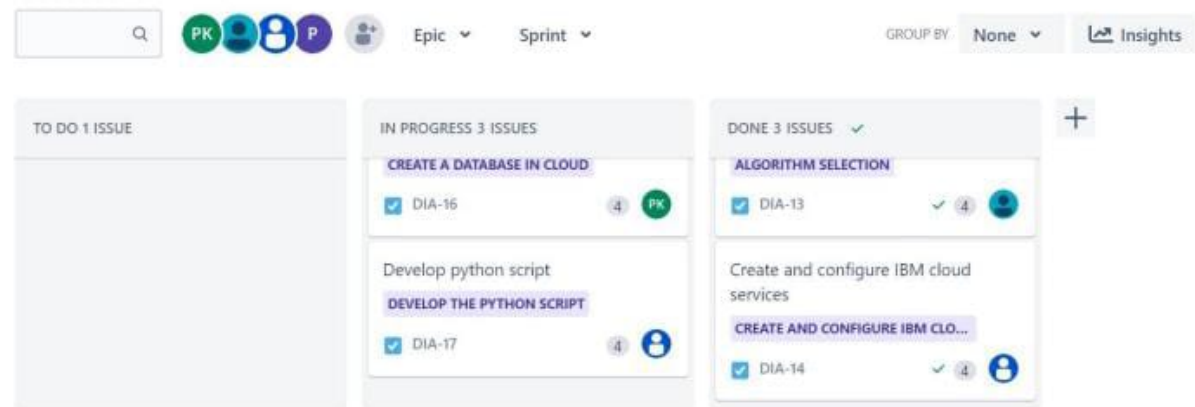 PK P Epic Sprint GROUP BY None Insights
TO DO 1 ISSUE
IN PROGRESS 3 ISSUES
CREATE A DATABASE IN CLOUD
DIA-16 4 PK
Develop python script
DEVELOP THE PYTHON SCRIPT
DIA-17 4
DONE 3 ISSUES
ALGORITHM SELECTION
DIA-13 4
Create and configure IBM cloud
services
CREATE AND CONFIGURE IBM CLO...
DIA-14 4